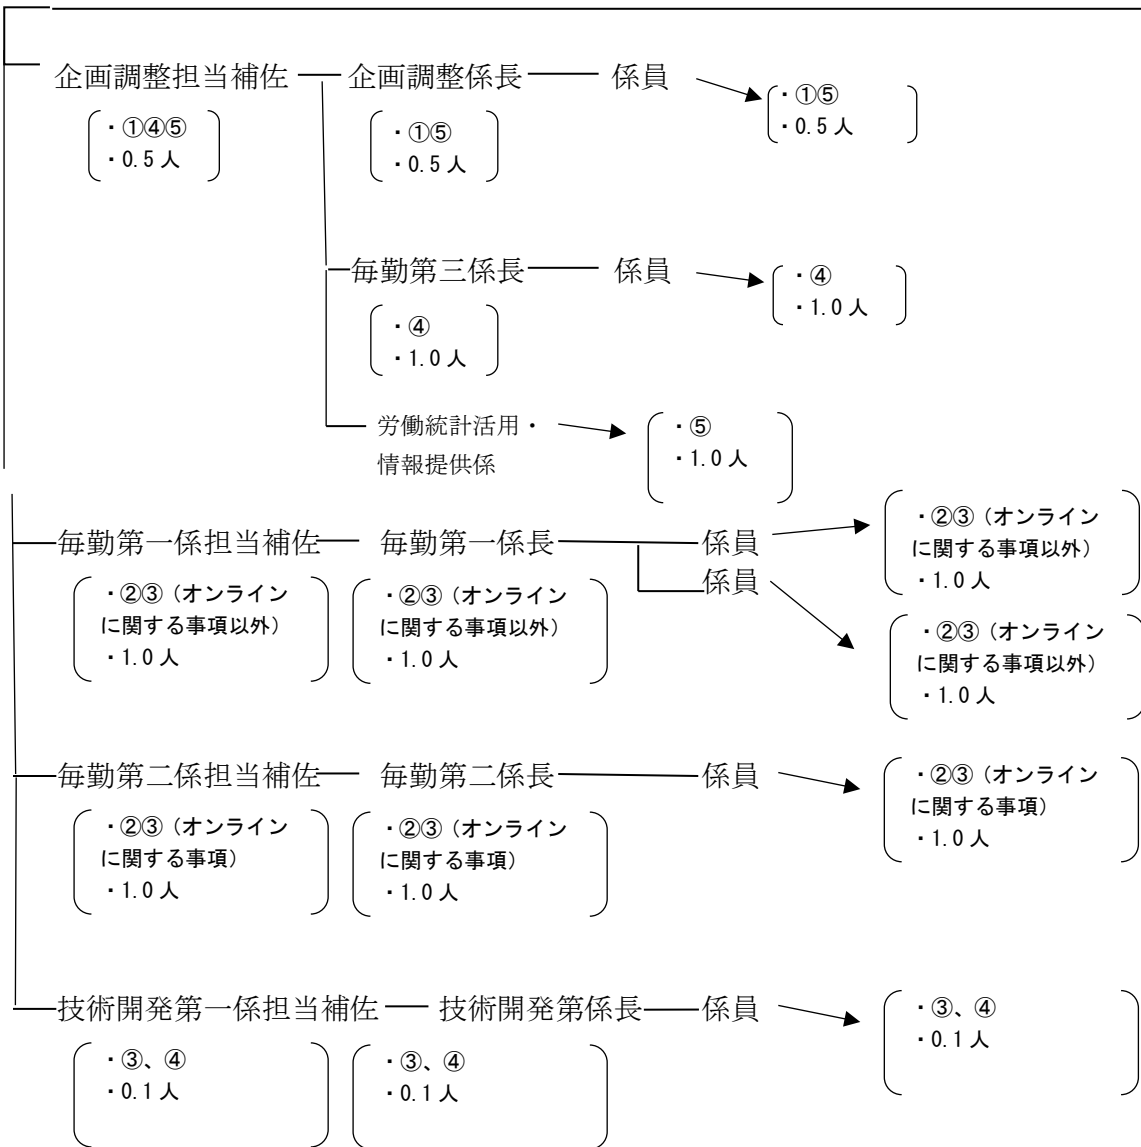 企画調整担当補佐 企画調整係長 係員
・①④⑤
・0.5人
・①⑤
・0.5人
・①⑤
・0.5人
毎勤第三係長 係員
・④
・1.0人
・④
・1.0人
労働統計活用・
情報提供係
・⑤
・1.0人
毎勤第一係担当補佐 毎勤第一係長 係員
係員
・②③（オンライン
に関する事項以外）
・1.0人
・②③（オンライン
に関する事項以外）
・1.0人
・②③（オンライン
に関する事項以外）
・1.0人
・②③（オンライン
に関する事項以外）
・1.0人
毎勤第二係担当補佐 毎勤第二係長 係員
・②③（オンライン
に関する事項）
・1.0人
・②③（オンライン
に関する事項）
・1.0人
・②③（オンライン
に関する事項）
・1.0人
技術開発第一係担当補佐 技術開発第係長 係員
・③、④
・0.1人
・③、④
・0.1人
・③、④
・0.1人